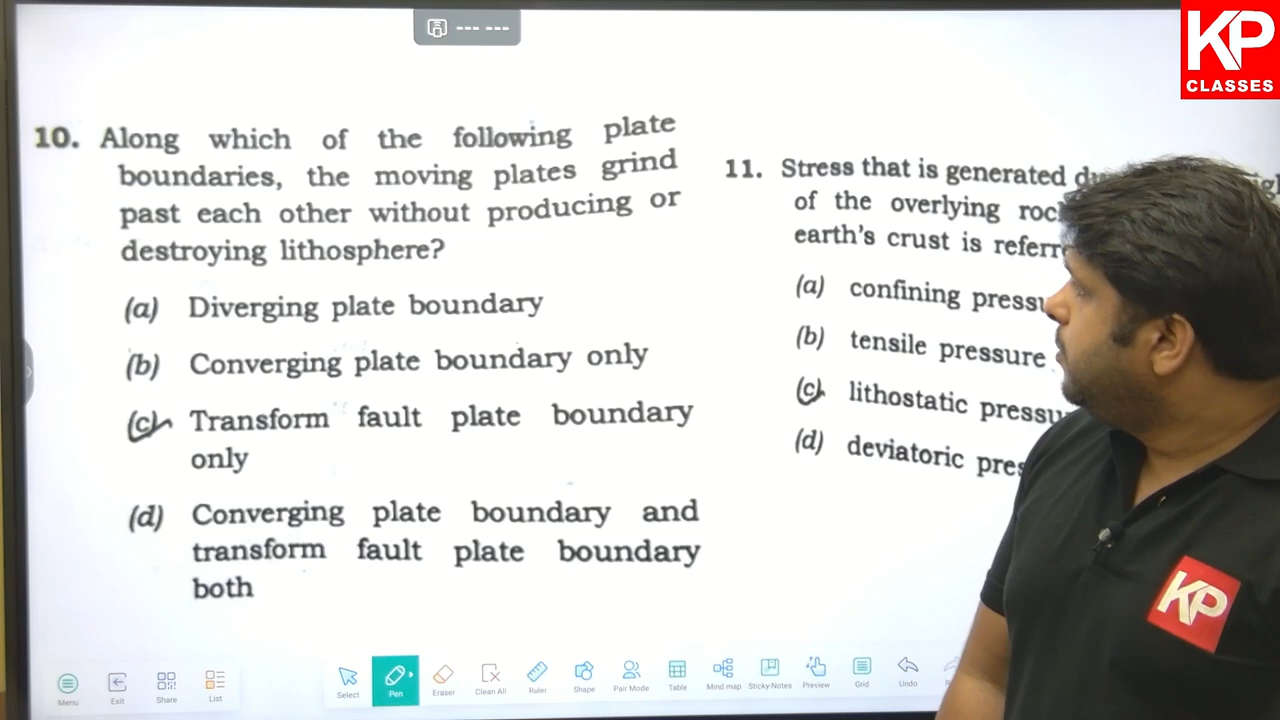 KP
CLASSES
10. Along which of the following plate
boundaries, the moving plates grind
past each other without producing or
destroying lithosphere?
(a) Diverging plate boundary
(b) Converging plate boundary only
(c) Transform fault plate boundary
only
(d) Converging plate boundary and
transform fault plate boundary
both
11. Stress that is generated
of the overlying
earth's crust is
(a) confining
(b) tensile pressure
(c) lithostatic
(d) deviatoric
KP
Menu
Exit
Share
List
Select
Pen
Eraser
Clean All
Ruler
Shape
Pair Mode
Table
Mind map
Sticky-Notes
Preview
Grid
Undo